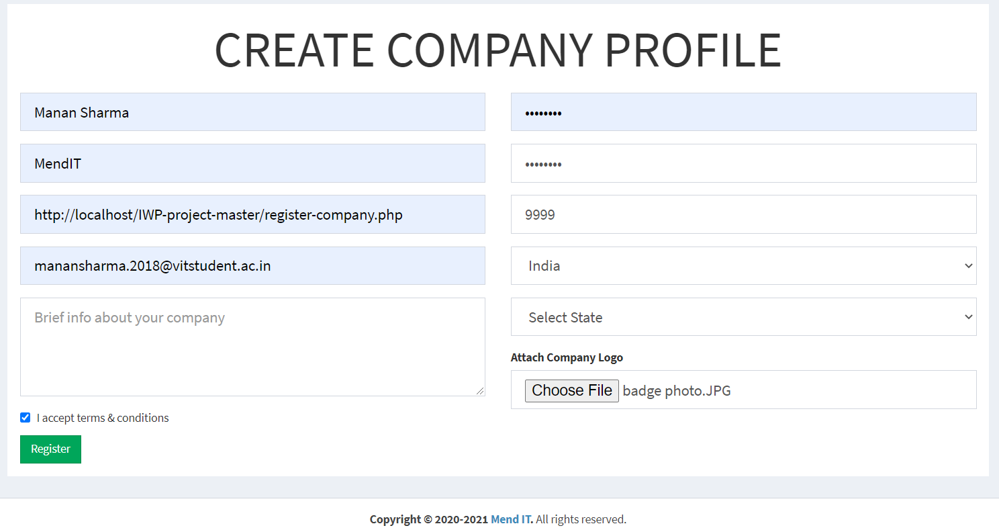 CREATE COMPANY PROFILE
Manan Sharma
MendIT
http://localhost/IWP-project-master/register-company.php
manansharma.2018@vitstudent.ac.in
Brief info about your company
I accept terms & conditions
Register
••••••••
••••••••
9999
India
Select State
Attach Company Logo
Choose File badge photo.JPG
Copyright © 2020-2021 Mend IT. All rights reserved.